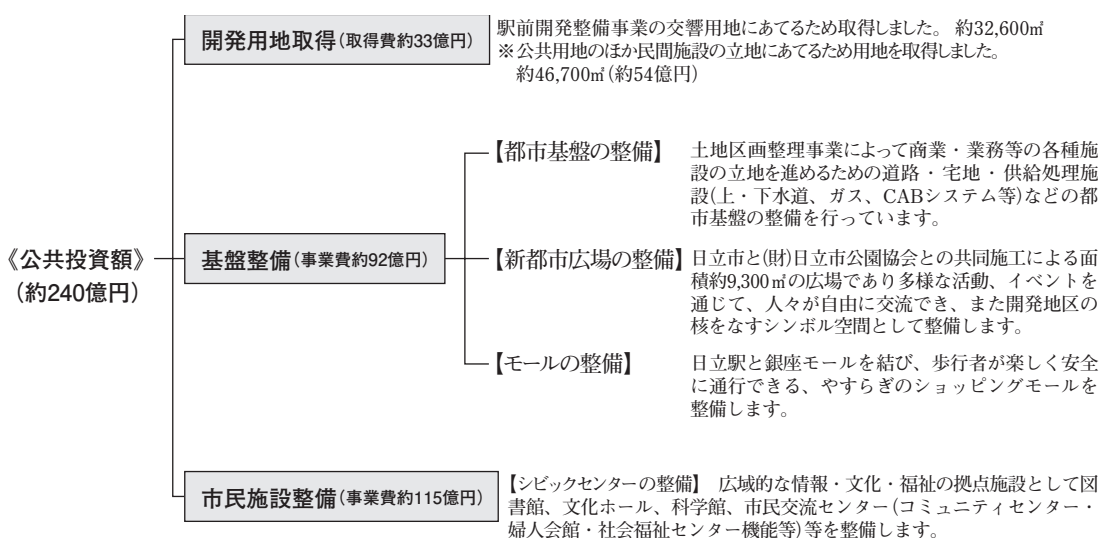 開発用地取得(取得費約33億円)
駅前開発整備事業の交響用地にあてるため取得しました。 約32,600㎡
※公共用地のほか民間施設の立地にあてるため用地を取得しました。
約46,700㎡(約54億円)
《公共投資額》
(約240億円)
基盤整備(事業費約92億円)
【都市基盤の整備】
土地区画整理事業によって商業・業務等の各種施
設の立地を進めるための道路・宅地・供給処理施
設(上・下水道、ガス、CABシステム等)などの都
市基盤の整備を行っています。
【新都市広場の整備】
日立市と(財)日立市公園協会との共同施工による面
積約9,300㎡の広場であり多様な活動、イベントを
通じて、人々が自由に交流でき、また開発地区の
核をなすシンボル空間として整備します。
【モールの整備】
日立駅と銀座モールを結び、歩行者が楽しく安全
に通行できる、やすらぎのショッピングモールを
整備します。
市民施設整備(事業費約115億円)
【シビックセンターの整備】 広域的な情報・文化・福祉の拠点施設として図
書館、文化ホール、科学館、市民交流センター(コミュニティセンター・
婦人会館・社会福祉センター機能等)等を整備します。